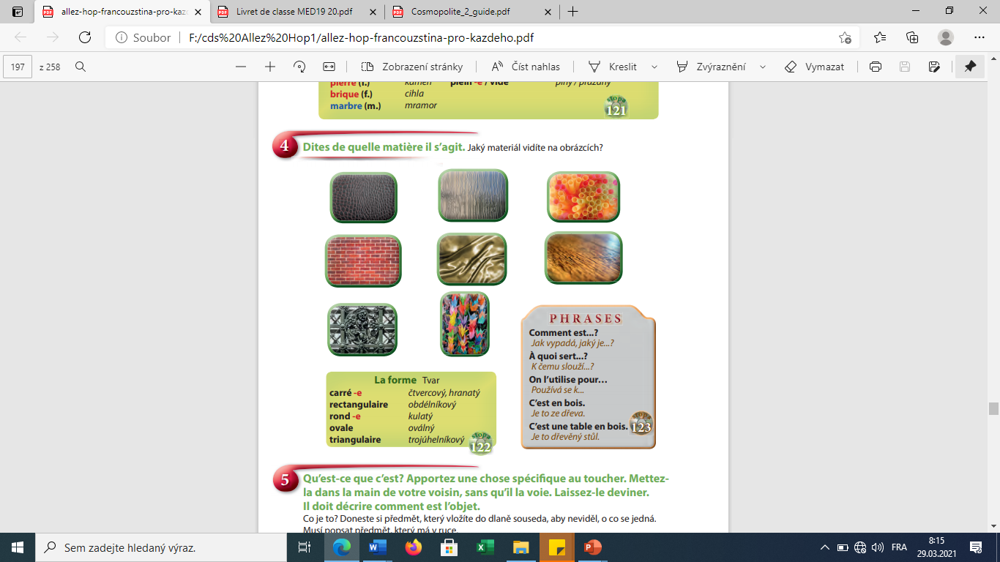 allez-hop-francouzstina-pro-kazd
Livret de classe MED19 20.pdf
Cosmopolite_2_guide.pdf
Soubor
F:/cds%20Allez%20Hop1/allez-hop-francouzstina-pro-kazdeho.pdf
197
z 258
Zobrazení stránky
Číst nahlas
Kreslit
Zvýraznění
Vymazat
pierre (f.) kámen plein -e / vide plný / prázdný
brique (f.) cihla
marbre (m.) mramor
stopa
121
4 Dites de quelle matière il s'agit. Jaký materiál vidíte na obrázcích?
PHRASES
Comment est...?
Jak vypadá, jaký je...?
À quoi sert...?
K čemu slouží...?
On l'utilise pour…
Používá se k...
C'est en bois.
Je to ze dřeva.
C'est une table en bois.
Je to dřevěný stůl.
stopa
123
La forme Tvar
carré -e čtvercový, hranatý
rectangulaire obdélníkový
rond -e kulatý
ovale oválný
triangulaire trojúhelníkový
stopa
122
5 Qu'est-ce que c'est? Apportez une chose spécifique au toucher. Mettez-
la dans la main de votre voisin, sans qu'il la voie. Laissez-le deviner.
Il doit décrire comment est l'objet.
Co je to? Doneste si předmět, který vložíte do dlaně souseda, aby neviděl, o co se jedná.
Musí popsat předmět, který má v ruce.
Sem zadejte hledaný výraz.
FRA
8:15
29.03.2021